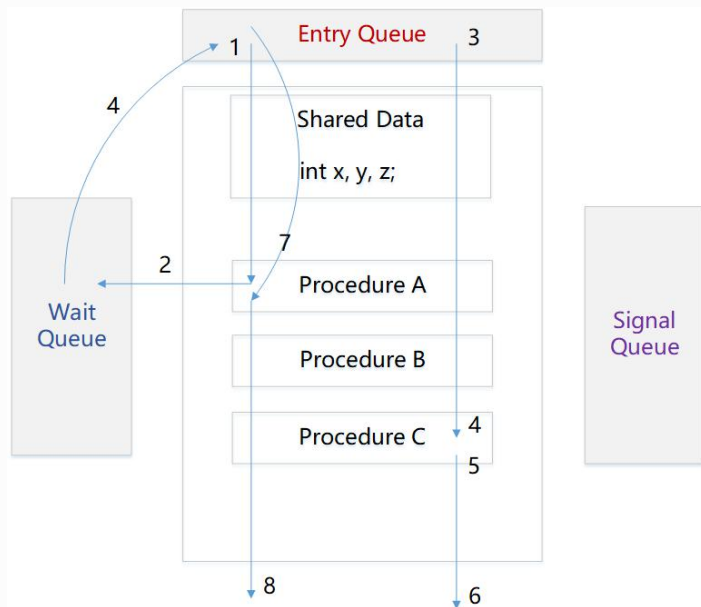 Entry Queue
1
3
4
Shared Data
int x, y, z;
7
2
Procedure A
Wait
Queue
Signal
Queue
Procedure B
Procedure C
4
5
8
6